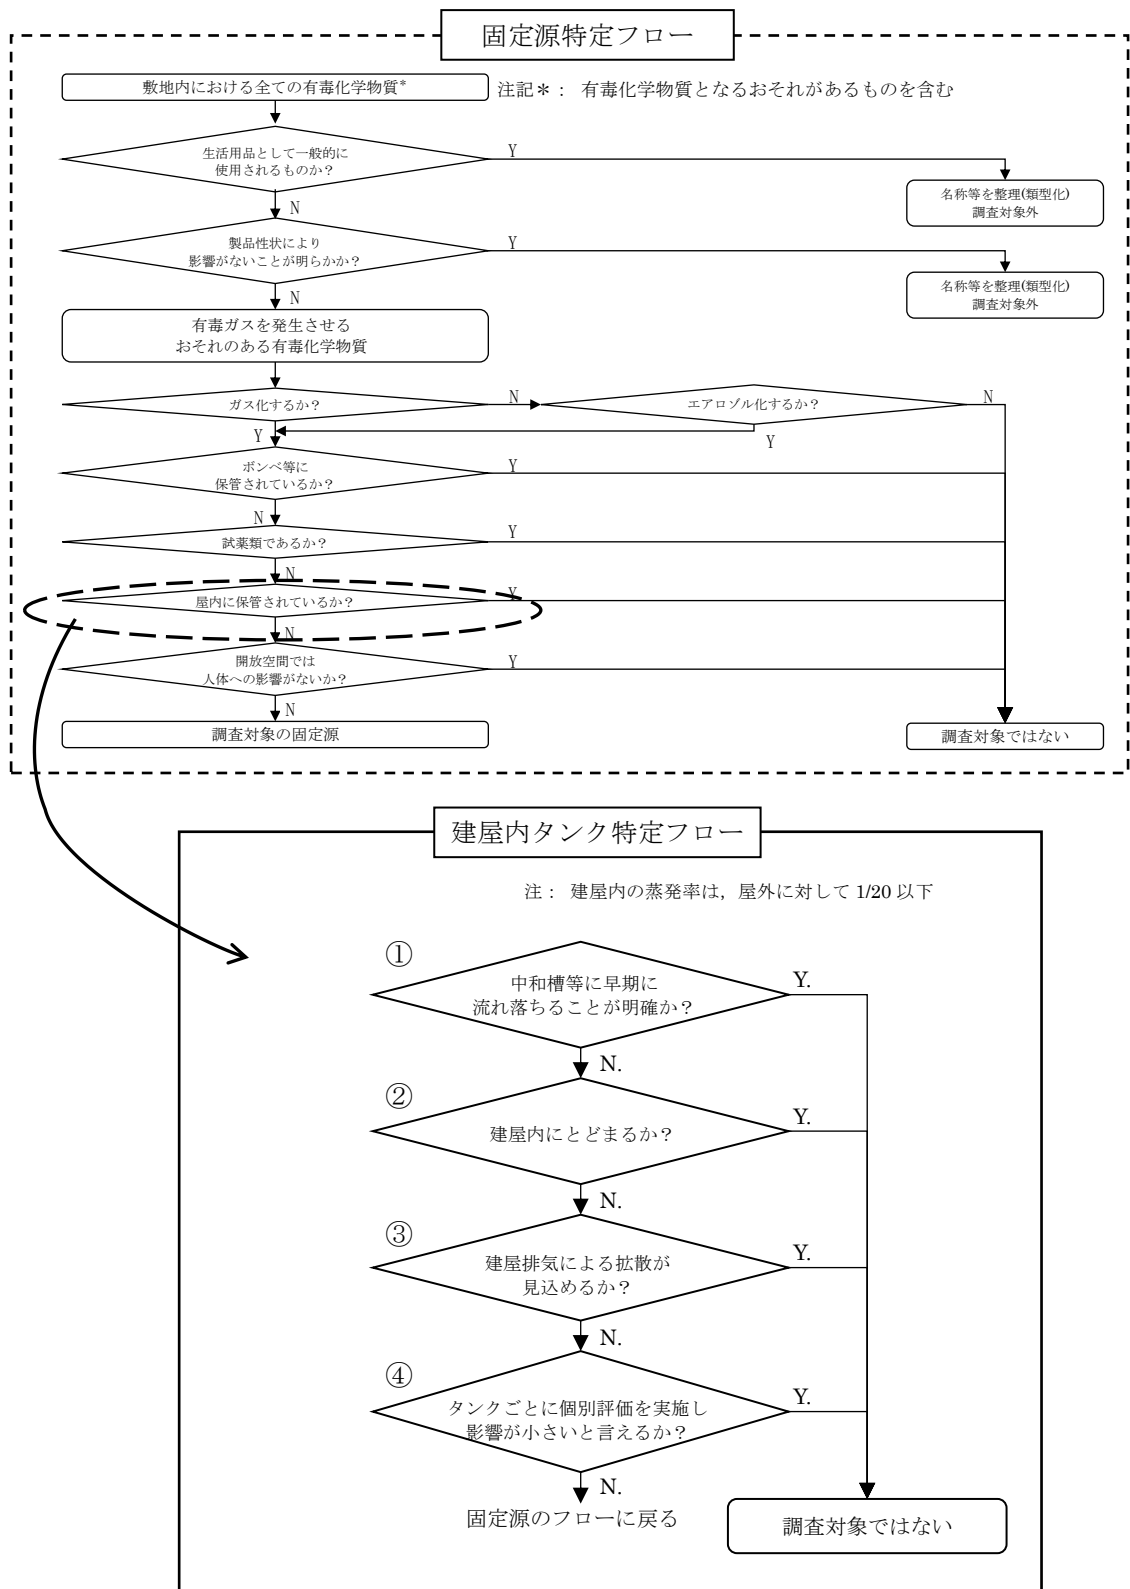 固定源特定フロー
敷地内における全ての有毒化学物質*
注記＊： 有毒化学物質となるおそれがあるものを含む
生活用品として一般的に
使用されるものか？
Y
名称等を整理(類型化)
調査対象外
N
製品性状により
影響がないことが明らかか？
Y
名称等を整理(類型化)
調査対象外
N
有毒ガスを発生させる
おそれのある有毒化学物質
ガス化するか？
N
エアロゾル化するか？
N
Y
Y
ボンベ等に
保管されているか？
Y
N
試薬類であるか？
Y
N
屋内に保管されているか？
Y
N
開放空間では
人体への影響がないか？
Y
N
調査対象の固定源
調査対象ではない
建屋内タンク特定フロー
注： 建屋内の蒸発率は，屋外に対して 1/20 以下
①
中和槽等に早期に
流れ落ちることが明確か？
Y.
N.
②
建屋内にとどまるか？
Y.
N.
③
建屋排気による拡散が
見込めるか？
Y.
N.
④
タンクごとに個別評価を実施し
影響が小さいと言えるか？
Y.
N.
固定源のフローに戻る
調査対象ではない